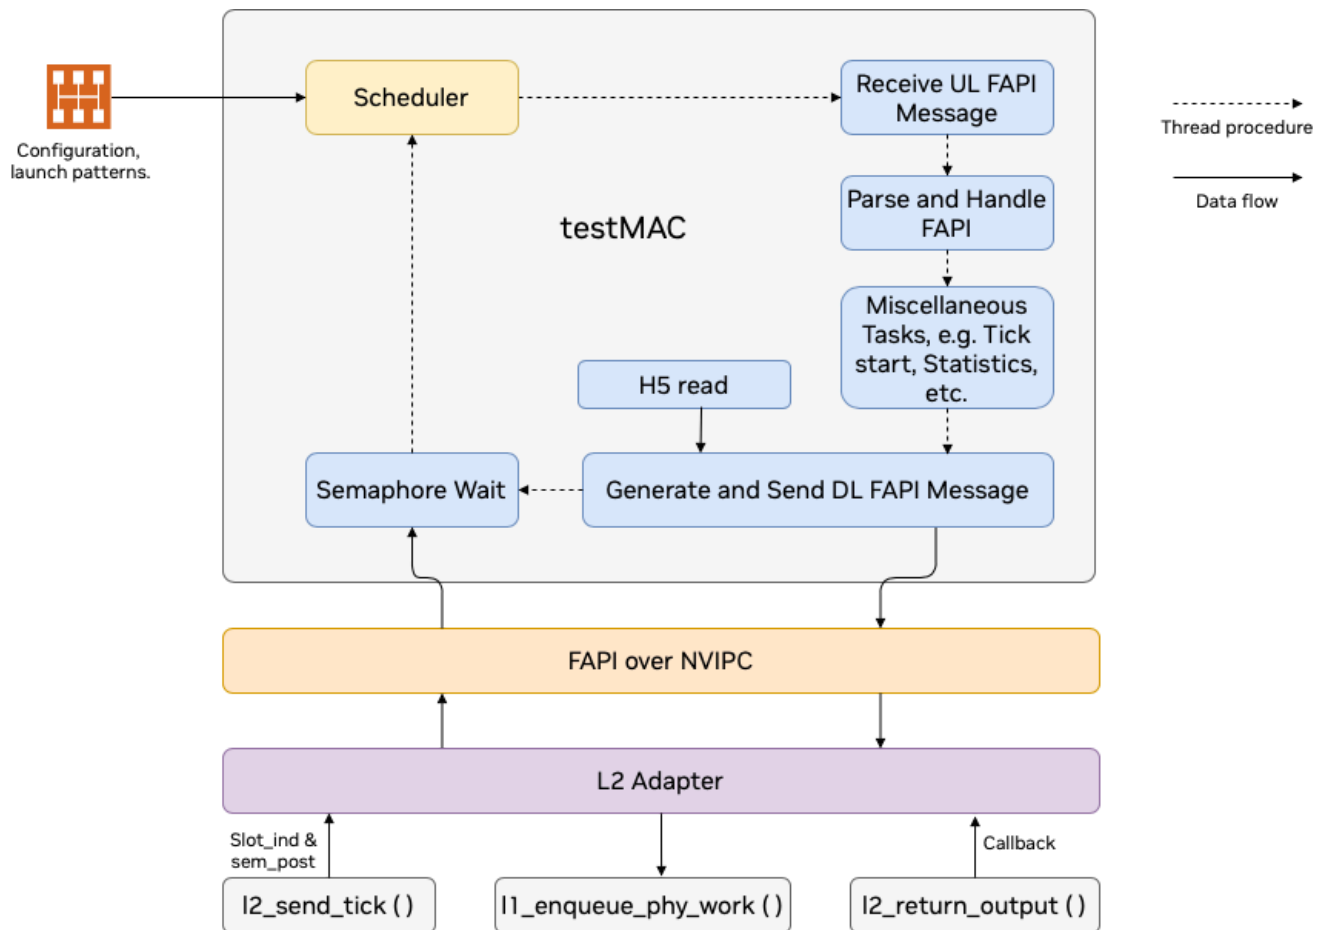 Scheduler
Receive UL FAPI
Message
Thread procedure
Configuration,
launch patterns.
Parse and Handle
FAPI
Data flow
testMAC
Miscellaneous
Tasks, e.g. Tick
start, Statistics,
etc.
H5 read
Semaphore Wait
Generate and Send DL FAPI Message
FAPI over NVIPC
L2 Adapter
Slot_ind &
sem_post
Callback
l2_send_tick ( )
l1_enqueue_phy_work ( )
l2_return_output ( )